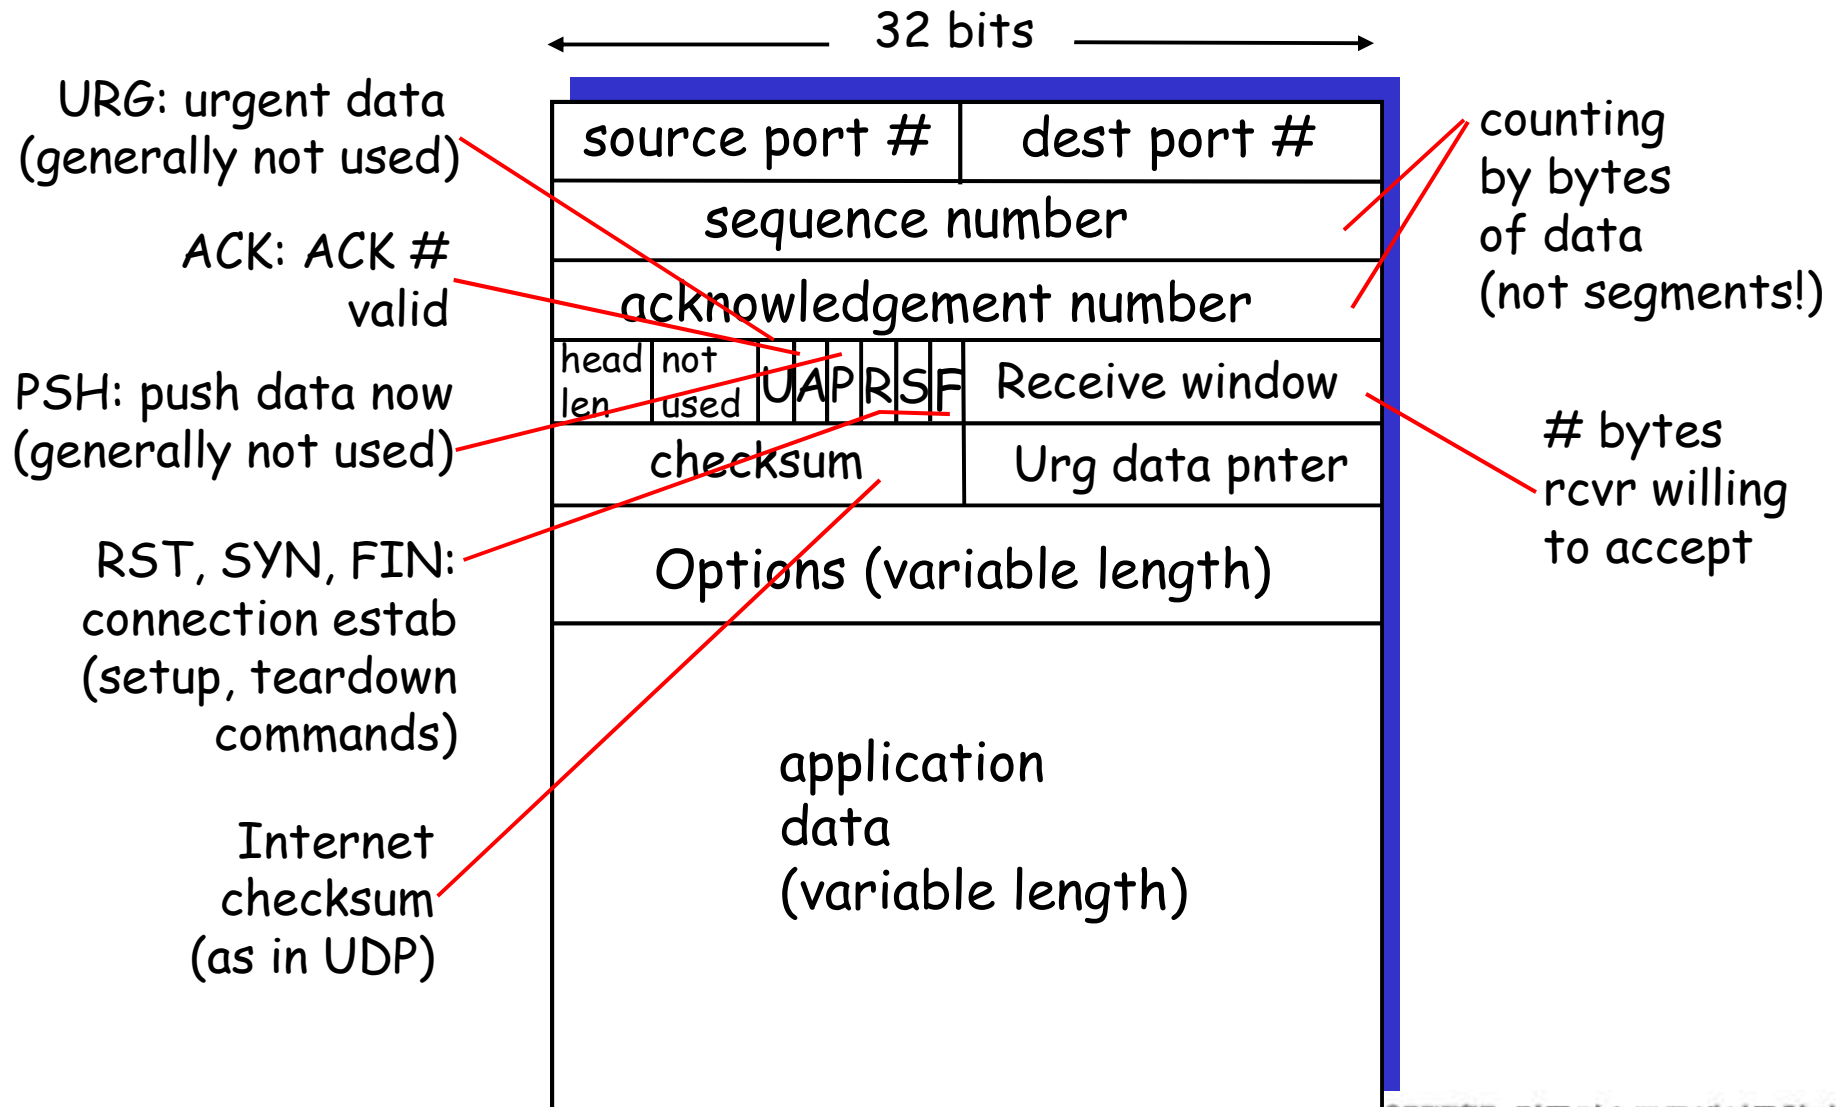 32 bits
URG: urgent data
(generally not used)
ACK: ACK #
valid
PSH: push data now
(generally not used)
RST, SYN, FIN:
connection estab
(setup, teardown
commands)
Internet
checksum
(as in UDP)
source port #
dest port #
sequence number
acknowledgement number
head
len
not
used
U
A
P
R
S
F
Receive window
checksum
Urg data pnter
Options (variable length)
application
data
(variable length)
counting
by bytes
of data
(not segments!)
# bytes
rcvr willing
to accept